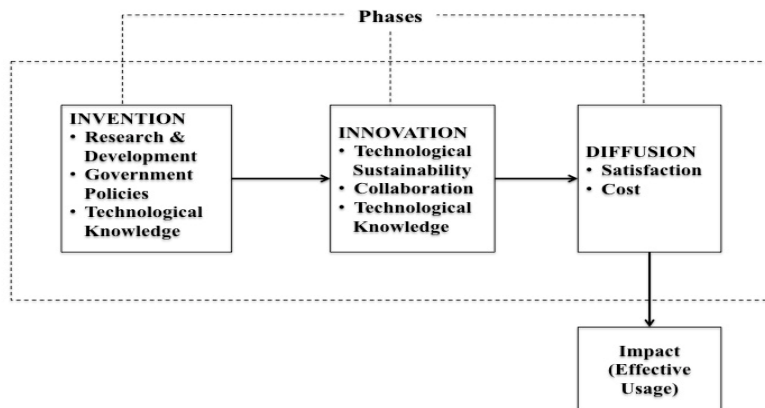 Phases
INVENTION
• Research &
Development
• Government
Policies
• Technological
Knowledge
INNOVATION
• Technological
Sustainability
• Collaboration
• Technological
Knowledge
DIFFUSION
• Satisfaction
• Cost
Impact
(Effective
Usage)